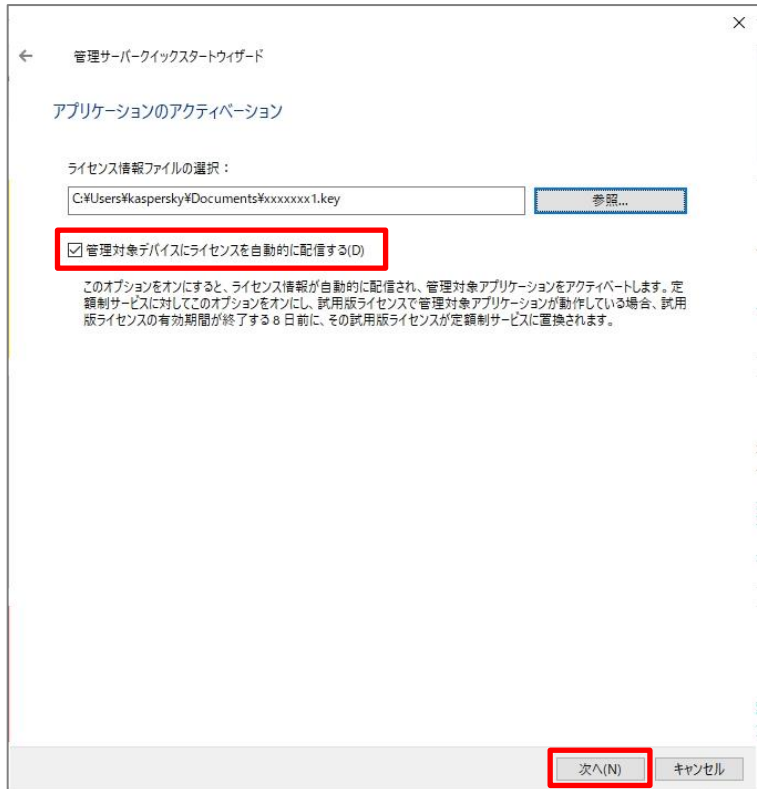 管理サーバークイックスタートウィザード
アプリケーションのアクティベーション
ライセンス情報ファイルの選択：
C:¥Users¥kaspersky¥Documents¥xxxxxxx1.key
参照...
管理対象デバイスにライセンスを自動的に配信する(D)
このオプションをオンにすると、ライセンス情報が自動的に配信され、管理対象アプリケーションをアクティベートします。定
額制サービスに対してこのオプションをオンにし、試用版ライセンスで管理対象アプリケーションが動作している場合、試用
版ライセンスの有効期間が終了する 8 日前に、その試用版ライセンスが定額制サービスに置換されます。
次へ(N)
キャンセル